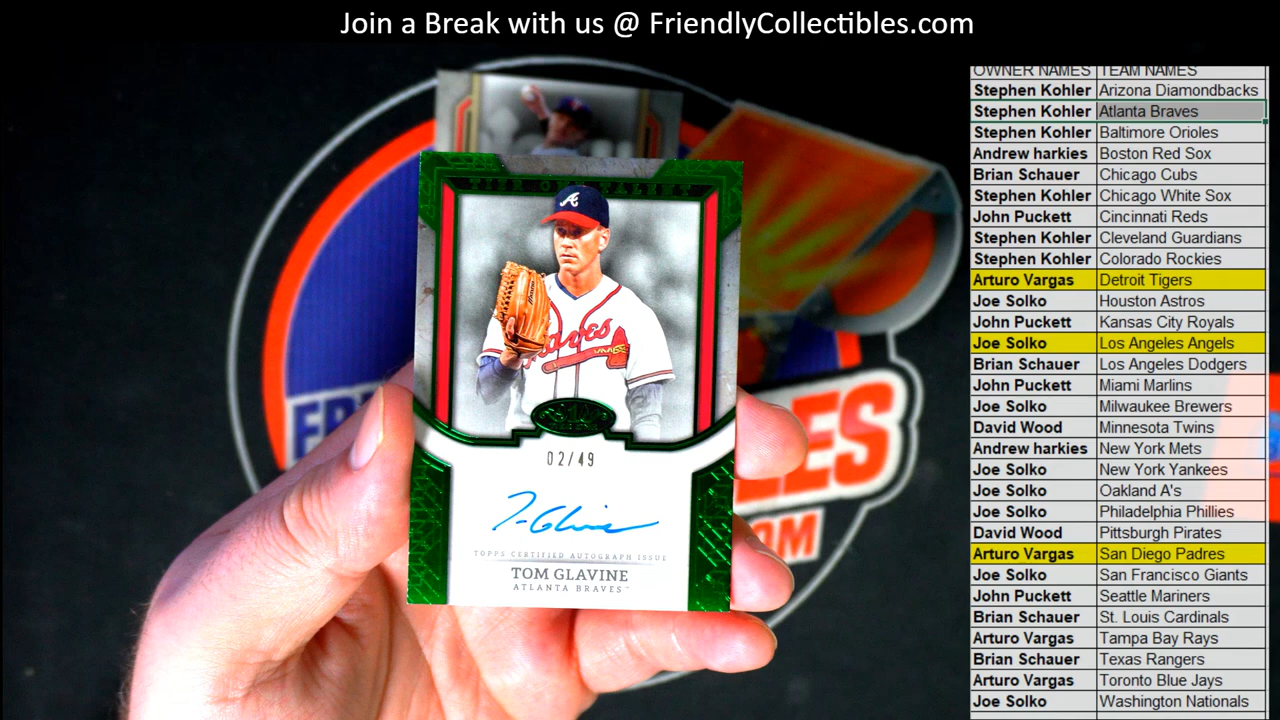 Join a Break with us @ FriendlyCollectibles.com
OWNER NAMES TEAM NAMES
Stephen Kohler Arizona Diamondbacks
Stephen Kohler Atlanta Braves
Stephen Kohler Baltimore Orioles
Andrew harkies Boston Red Sox
Brian Schauer Chicago Cubs
Stephen Kohler Chicago White Sox
John Puckett Cincinnati Reds
Stephen Kohler Cleveland Guardians
Stephen Kohler Colorado Rockies
Arturo Vargas Detroit Tigers
Joe Solko Houston Astros
John Puckett Kansas City Royals
Joe Solko Los Angeles Angels
Brian Schauer Los Angeles Dodgers
John Puckett Miami Marlins
Joe Solko Milwaukee Brewers
David Wood Minnesota Twins
Andrew harkies New York Mets
Joe Solko New York Yankees
Joe Solko Oakland A's
Joe Solko Philadelphia Phillies
David Wood Pittsburgh Pirates
Arturo Vargas San Diego Padres
Joe Solko San Francisco Giants
John Puckett Seattle Mariners
Brian Schauer St. Louis Cardinals
Arturo Vargas Tampa Bay Rays
Brian Schauer Texas Rangers
Arturo Vargas Toronto Blue Jays
Joe Solko Washington Nationals
A
Braves
02/49
TOPPS CERTIFIED AUTOGRAPH ISSUE
TOM GLAVINE
ATLANTA BRAVES™